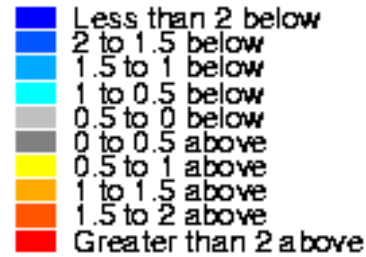 Less than 2 below
2 to 1.5 below
1.5 to 1 below
1 to 0.5 below
0.5 to 0 below
0 to 0.5 above
0.5 to 1 above
1 to 1.5 above
1.5 to 2 above
Greater than 2 above